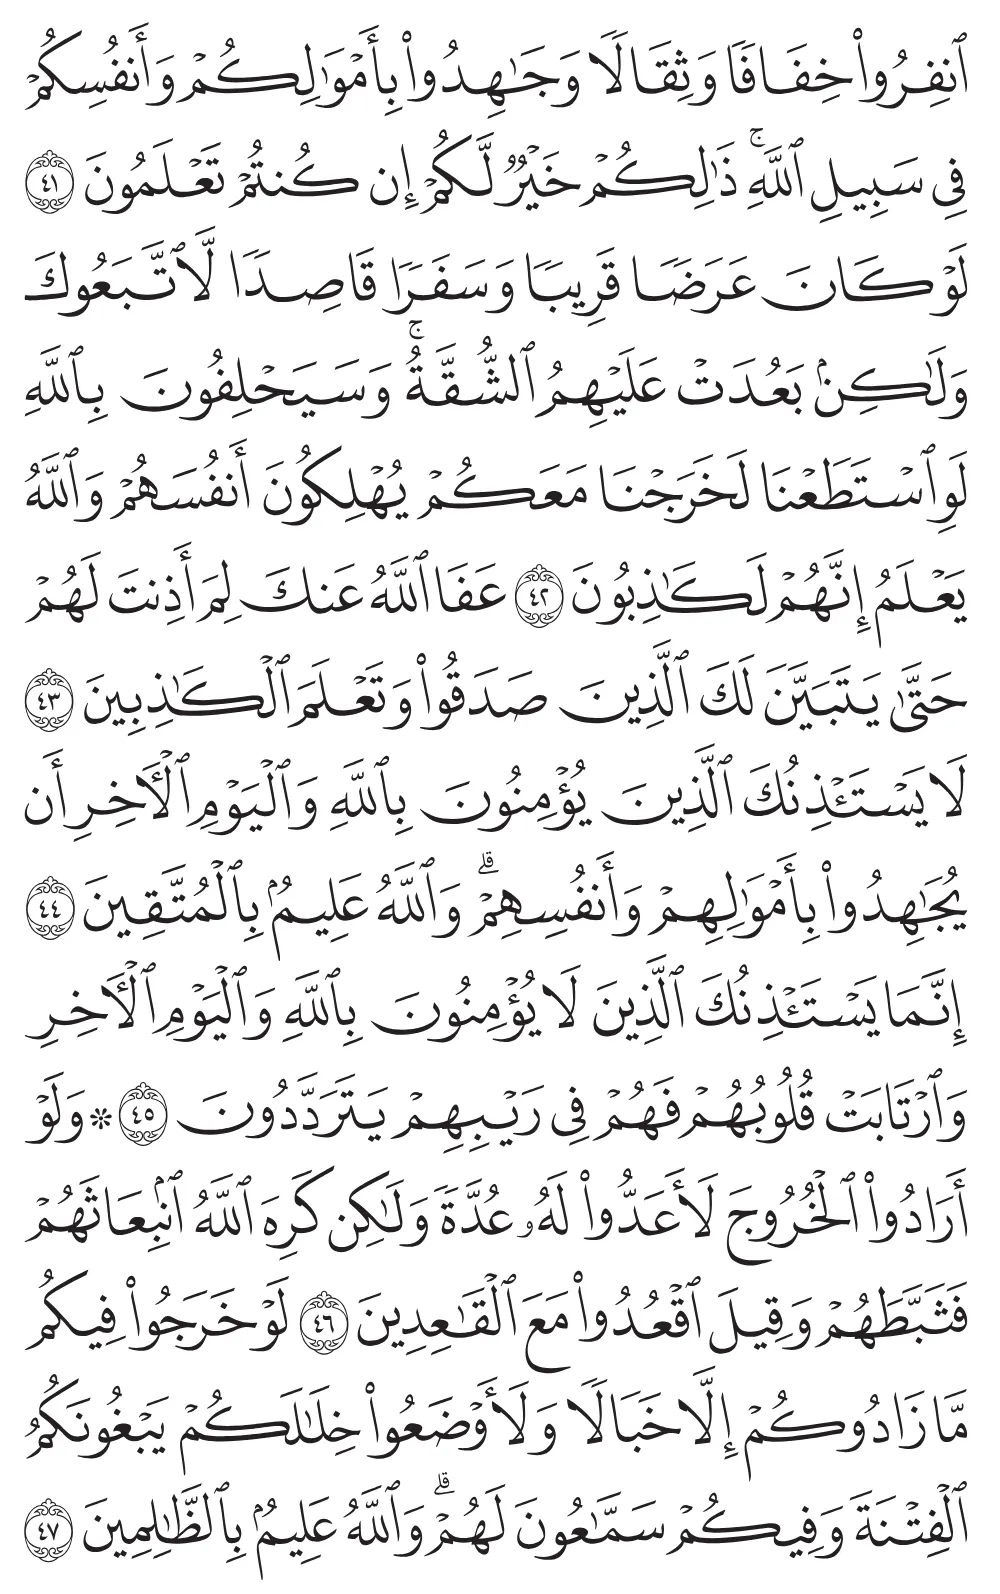 ٱنفِرُواْ خِفَافٗا وَثِقَالٗا وَجَٰهِدُواْ بِأَمۡوَٰلِكُمۡ وَأَنفُسِكُمۡ
فِي سَبِيلِ ٱللَّهِۚ ذَٰلِكُمۡ خَيۡرٞ لَّكُمۡ إِن كُنتُمۡ تَعۡلَمُونَ ٤١
لَوۡ كَانَ عَرَضٗا قَرِيبٗا وَسَفَرٗا قَاصِدٗا لَّٱتَّبَعُوكَ
وَلَٰكِنۢ بَعُدَتۡ عَلَيۡهِمُ ٱلشُّقَّةُۚ وَسَيَحۡلِفُونَ بِٱللَّهِ
لَوِ ٱسۡتَطَعۡنَا لَخَرَجۡنَا مَعَكُمۡ يُهۡلِكُونَ أَنفُسَهُمۡ وَٱللَّهُ
يَعۡلَمُ إِنَّهُمۡ لَكَٰذِبُونَ ٤٢ عَفَا ٱللَّهُ عَنكَ لِمَ أَذِنتَ لَهُمۡ
حَتَّىٰ يَتَبَيَّنَ لَكَ ٱلَّذِينَ صَدَقُواْ وَتَعۡلَمَ ٱلۡكَٰذِبِينَ ٤٣
لَا يَسۡتَـٔۡذِنُكَ ٱلَّذِينَ يُؤۡمِنُونَ بِٱللَّهِ وَٱلۡيَوۡمِ ٱلۡأٓخِرِ أَن
يُجَٰهِدُواْ بِأَمۡوَٰلِهِمۡ وَأَنفُسِهِمۡۗ وَٱللَّهُ عَلِيمُۢ بِٱلۡمُتَّقِينَ ٤٤
إِنَّمَا يَسۡتَـٔۡذِنُكَ ٱلَّذِينَ لَا يُؤۡمِنُونَ بِٱللَّهِ وَٱلۡيَوۡمِ ٱلۡأٓخِرِ
وَٱرۡتَابَتۡ قُلُوبُهُمۡ فَهُمۡ فِي رَيۡبِهِمۡ يَتَرَدَّدُونَ ٤٥ ۞ وَلَوۡ
أَرَادُواْ ٱلۡخُرُوجَ لَأَعَدُّواْ لَهُۥ عُدَّةٗ وَلَٰكِن كَرِهَ ٱللَّهُ ٱنۢبِعَاثَهُمۡ
فَثَبَّطَهُمۡ وَقِيلَ ٱقۡعُدُواْ مَعَ ٱلۡقَٰعِدِينَ ٤٦ لَوۡ خَرَجُواْ فِيكُم
مَّا زَادُوكُمۡ إِلَّا خَبَالٗا وَلَأَوۡضَعُواْ خِلَٰلَكُمۡ يَبۡغُونَكُمُ
ٱلۡفِتۡنَةَ وَفِيكُمۡ سَمَّٰعُونَ لَهُمۡۗ وَٱللَّهُ عَلِيمُۢ بِٱلظَّٰلِمِينَ ٤٧